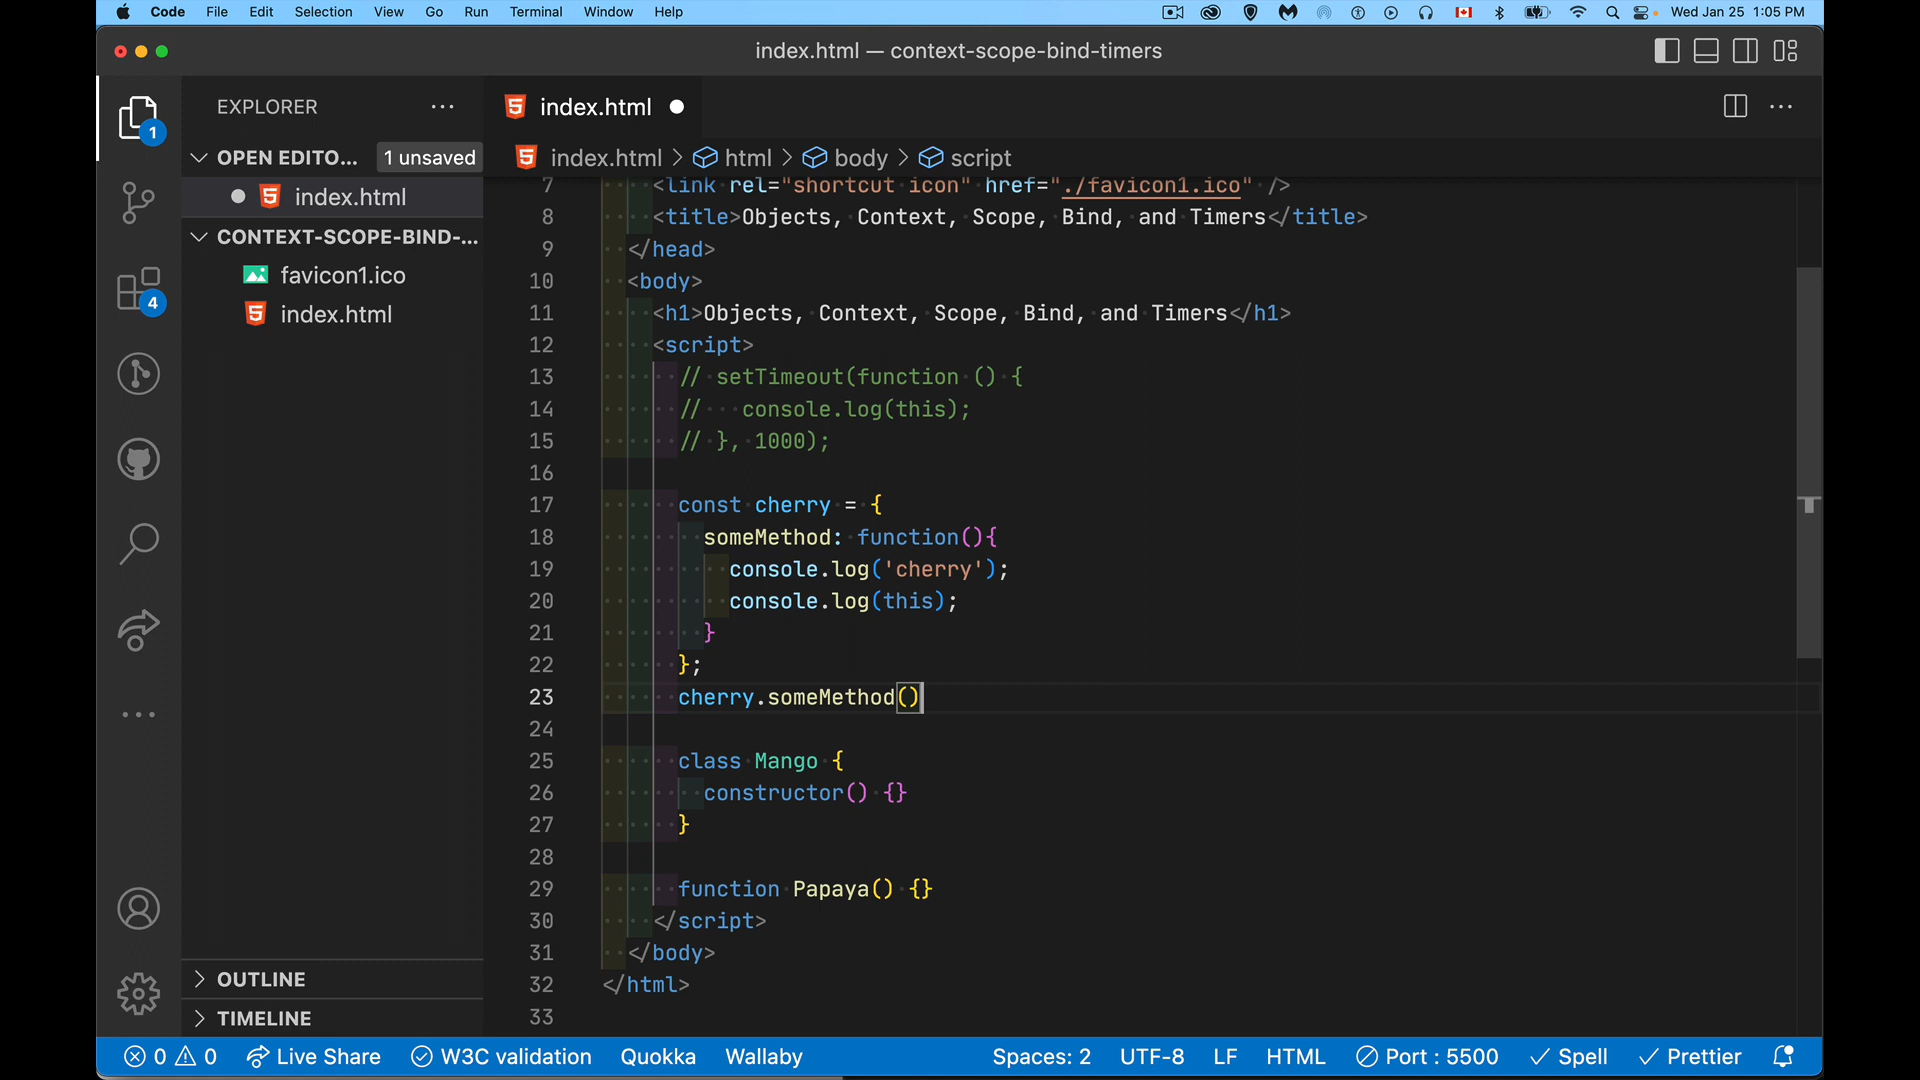 Code File Edit Selection View Go Run Terminal Window Help Wed Jan 25 1:05 PM
index.html — context-scope-bind-timers
EXPLORER
index.html
OPEN EDITO... 1 unsaved
index.html
CONTEXT-SCOPE-BIND-...
favicon1.ico
index.html
OUTLINE
TIMELINE
1
4
index.html > html > body > script
7 <link rel="shortcut icon" href="./favicon1.ico" />
8 <title>Objects, Context, Scope, Bind, and Timers</title>
9 </head>
10 <body>
11 <h1>Objects, Context, Scope, Bind, and Timers</h1>
12 <script>
13 // setTimeout(function () {
14 // console.log(this);
15 // }, 1000);
16
17 const cherry = {
18 someMethod: function(){
19 console.log('cherry');
20 console.log(this);
21 }
22 };
23 cherry.someMethod()
24
25 class Mango {
26 constructor() {}
27 }
28
29 function Papaya() {}
30 </script>
31 </body>
32 </html>
33
0 0 Live Share W3C validation Quokka Wallaby Spaces: 2 UTF-8 LF HTML Port : 5500 Spell Prettier